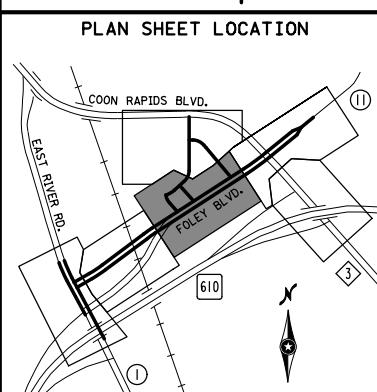 PLAN SHEET LOCATION
COON RAPIDS BLVD.
11
EAST RIVER RD.
FOLEY BLVD.
610
3
N
1